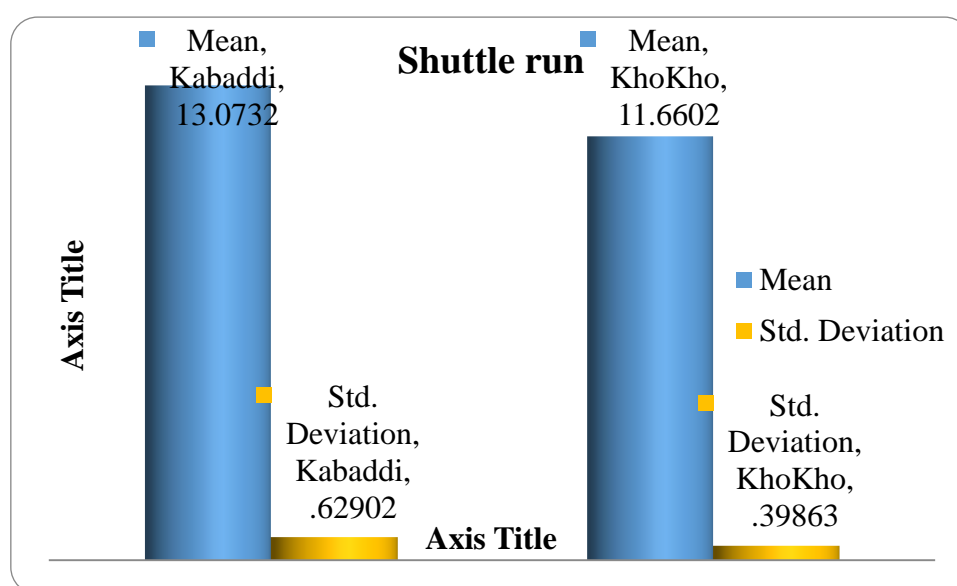 Shuttle run
Mean,
Kabaddi,
13.0732
Mean,
KhoKho,
11.6602
Axis Title
Mean
Std. Deviation
Std.
Deviation,
Kabaddi,
.62902
Std.
Deviation,
KhoKho,
.39863
Axis Title